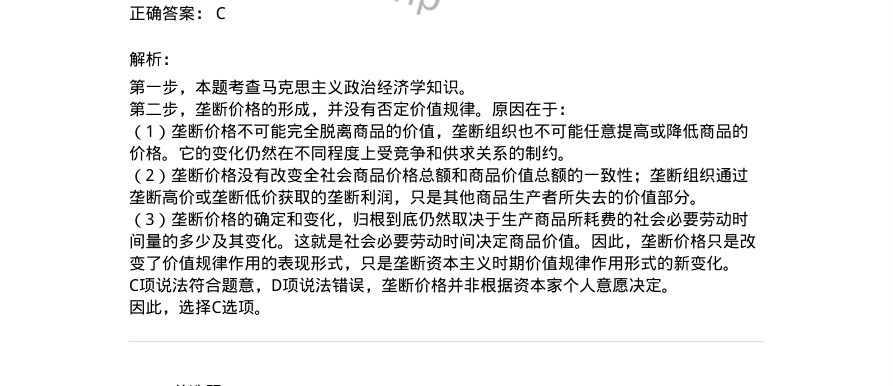 正确答案： C
解析：
第一步，本题考查马克思主义政治经济学知识。
第二步，垄断价格的形成，并没有否定价值规律。原因在于：
（1）垄断价格不可能完全脱离商品的价值，垄断组织也不可能任意提高或降低商品的
价格。它的变化仍然在不同程度上受竞争和供求关系的制约。
（2）垄断价格没有改变全社会商品价格总额和商品价值总额的一致性；垄断组织通过
垄断高价或垄断低价获取的垄断利润，只是其他商品生产者所失去的价值部分。
（3）垄断价格的确定和变化，归根到底仍然取决于生产商品所耗费的社会必要劳动时
间量的多少及其变化。这就是社会必要劳动时间决定商品价值。因此，垄断价格只是改
变了价值规律作用的表现形式，只是垄断资本主义时期价值规律作用形式的新变化。
C项说法符合题意，D项说法错误，垄断价格并非根据资本家个人意愿决定。
因此，选择C选项。